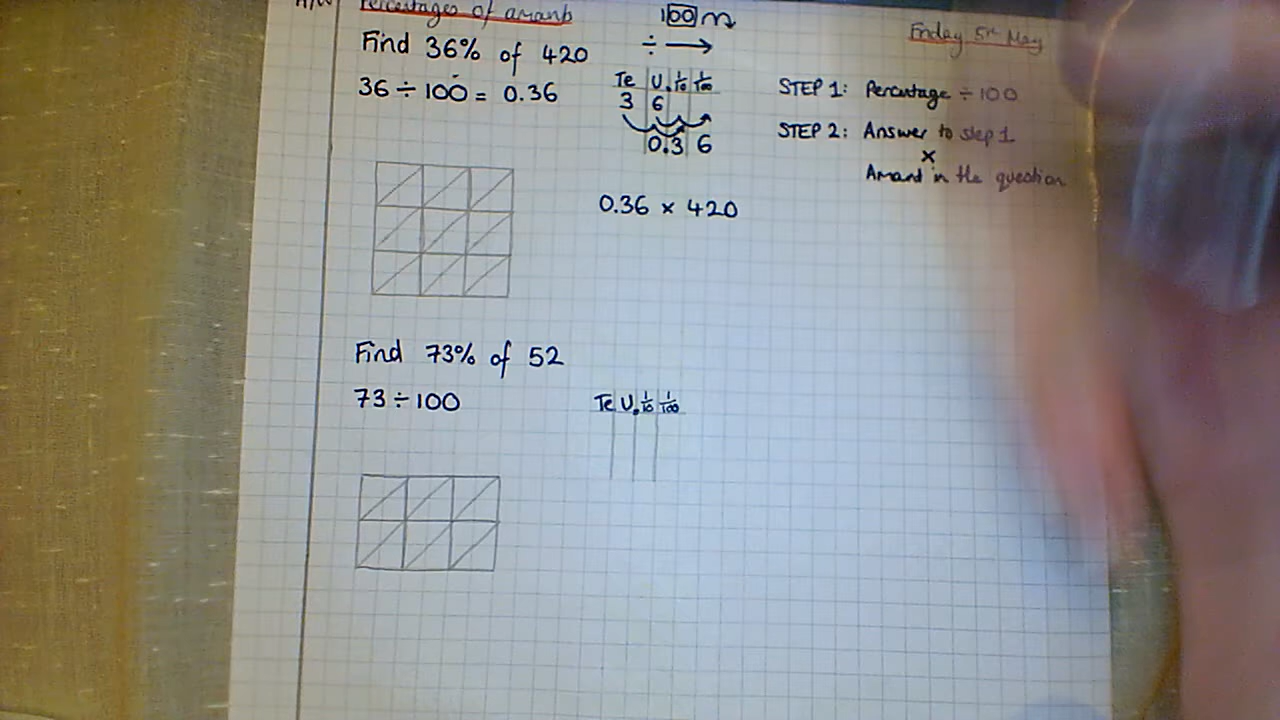 H/W Percentages of amounts
Friday 5th May
100
÷ →
Find 36% of 420
36 ÷ 100 = 0.36
Te U . 1/10 1/100
3 6
0.3 6
STEP 1: Percentage ÷ 100
STEP 2: Answer to step 1
×
Amount in the question
0.36 × 420
Find 73% of 52
73 ÷ 100
Te U . 1/10 1/100